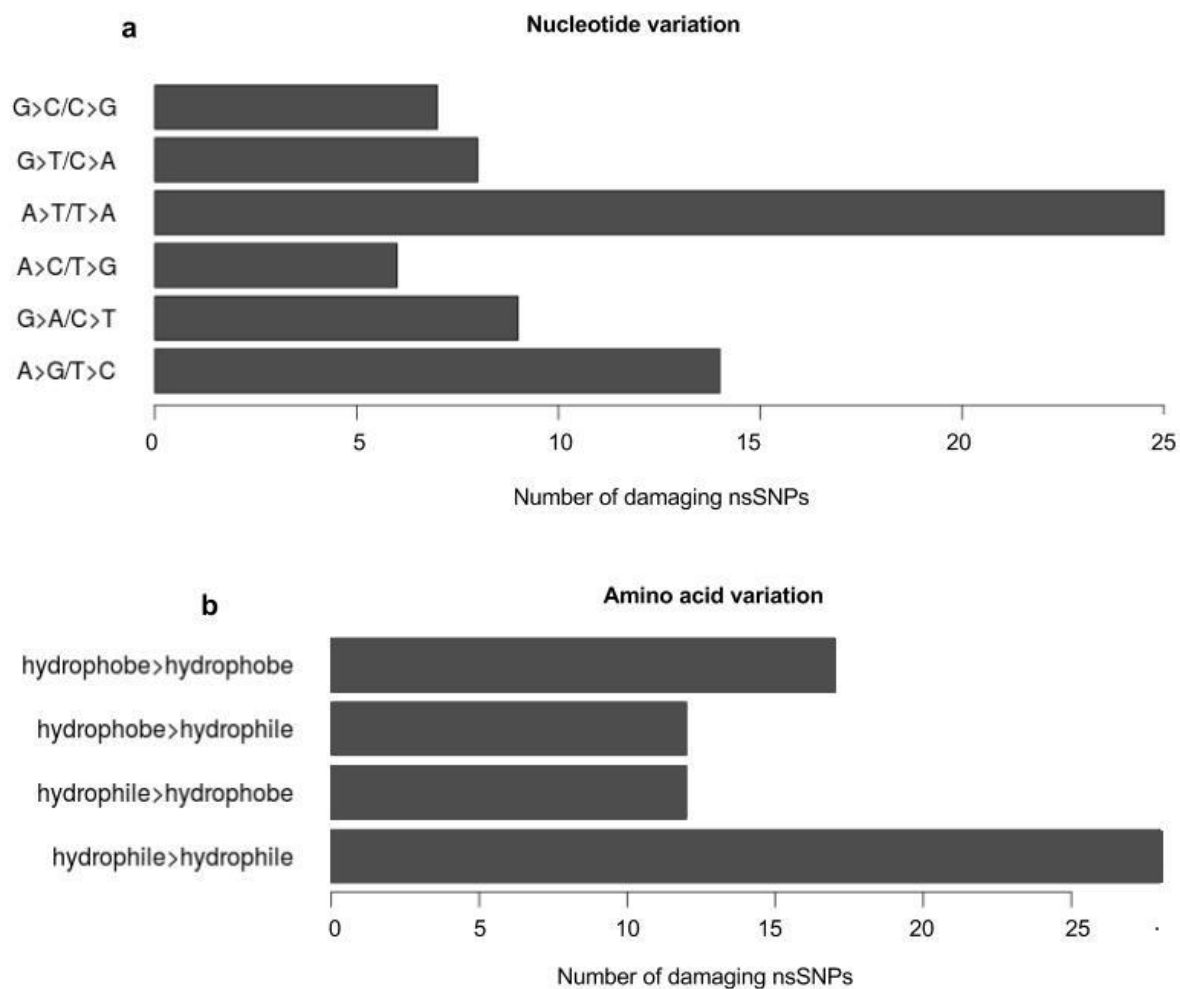 a
Nucleotide variation
G>C/C>G
G>T/C>A
A>T/T>A
A>C/T>G
G>A/C>T
A>G/T>C
0 5 10 15 20 25
Number of damaging nsSNPs
b
Amino acid variation
hydrophobe>hydrophobe
hydrophobe>hydrophile
hydrophile>hydrophobe
hydrophile>hydrophile
0 5 10 15 20 25
Number of damaging nsSNPs